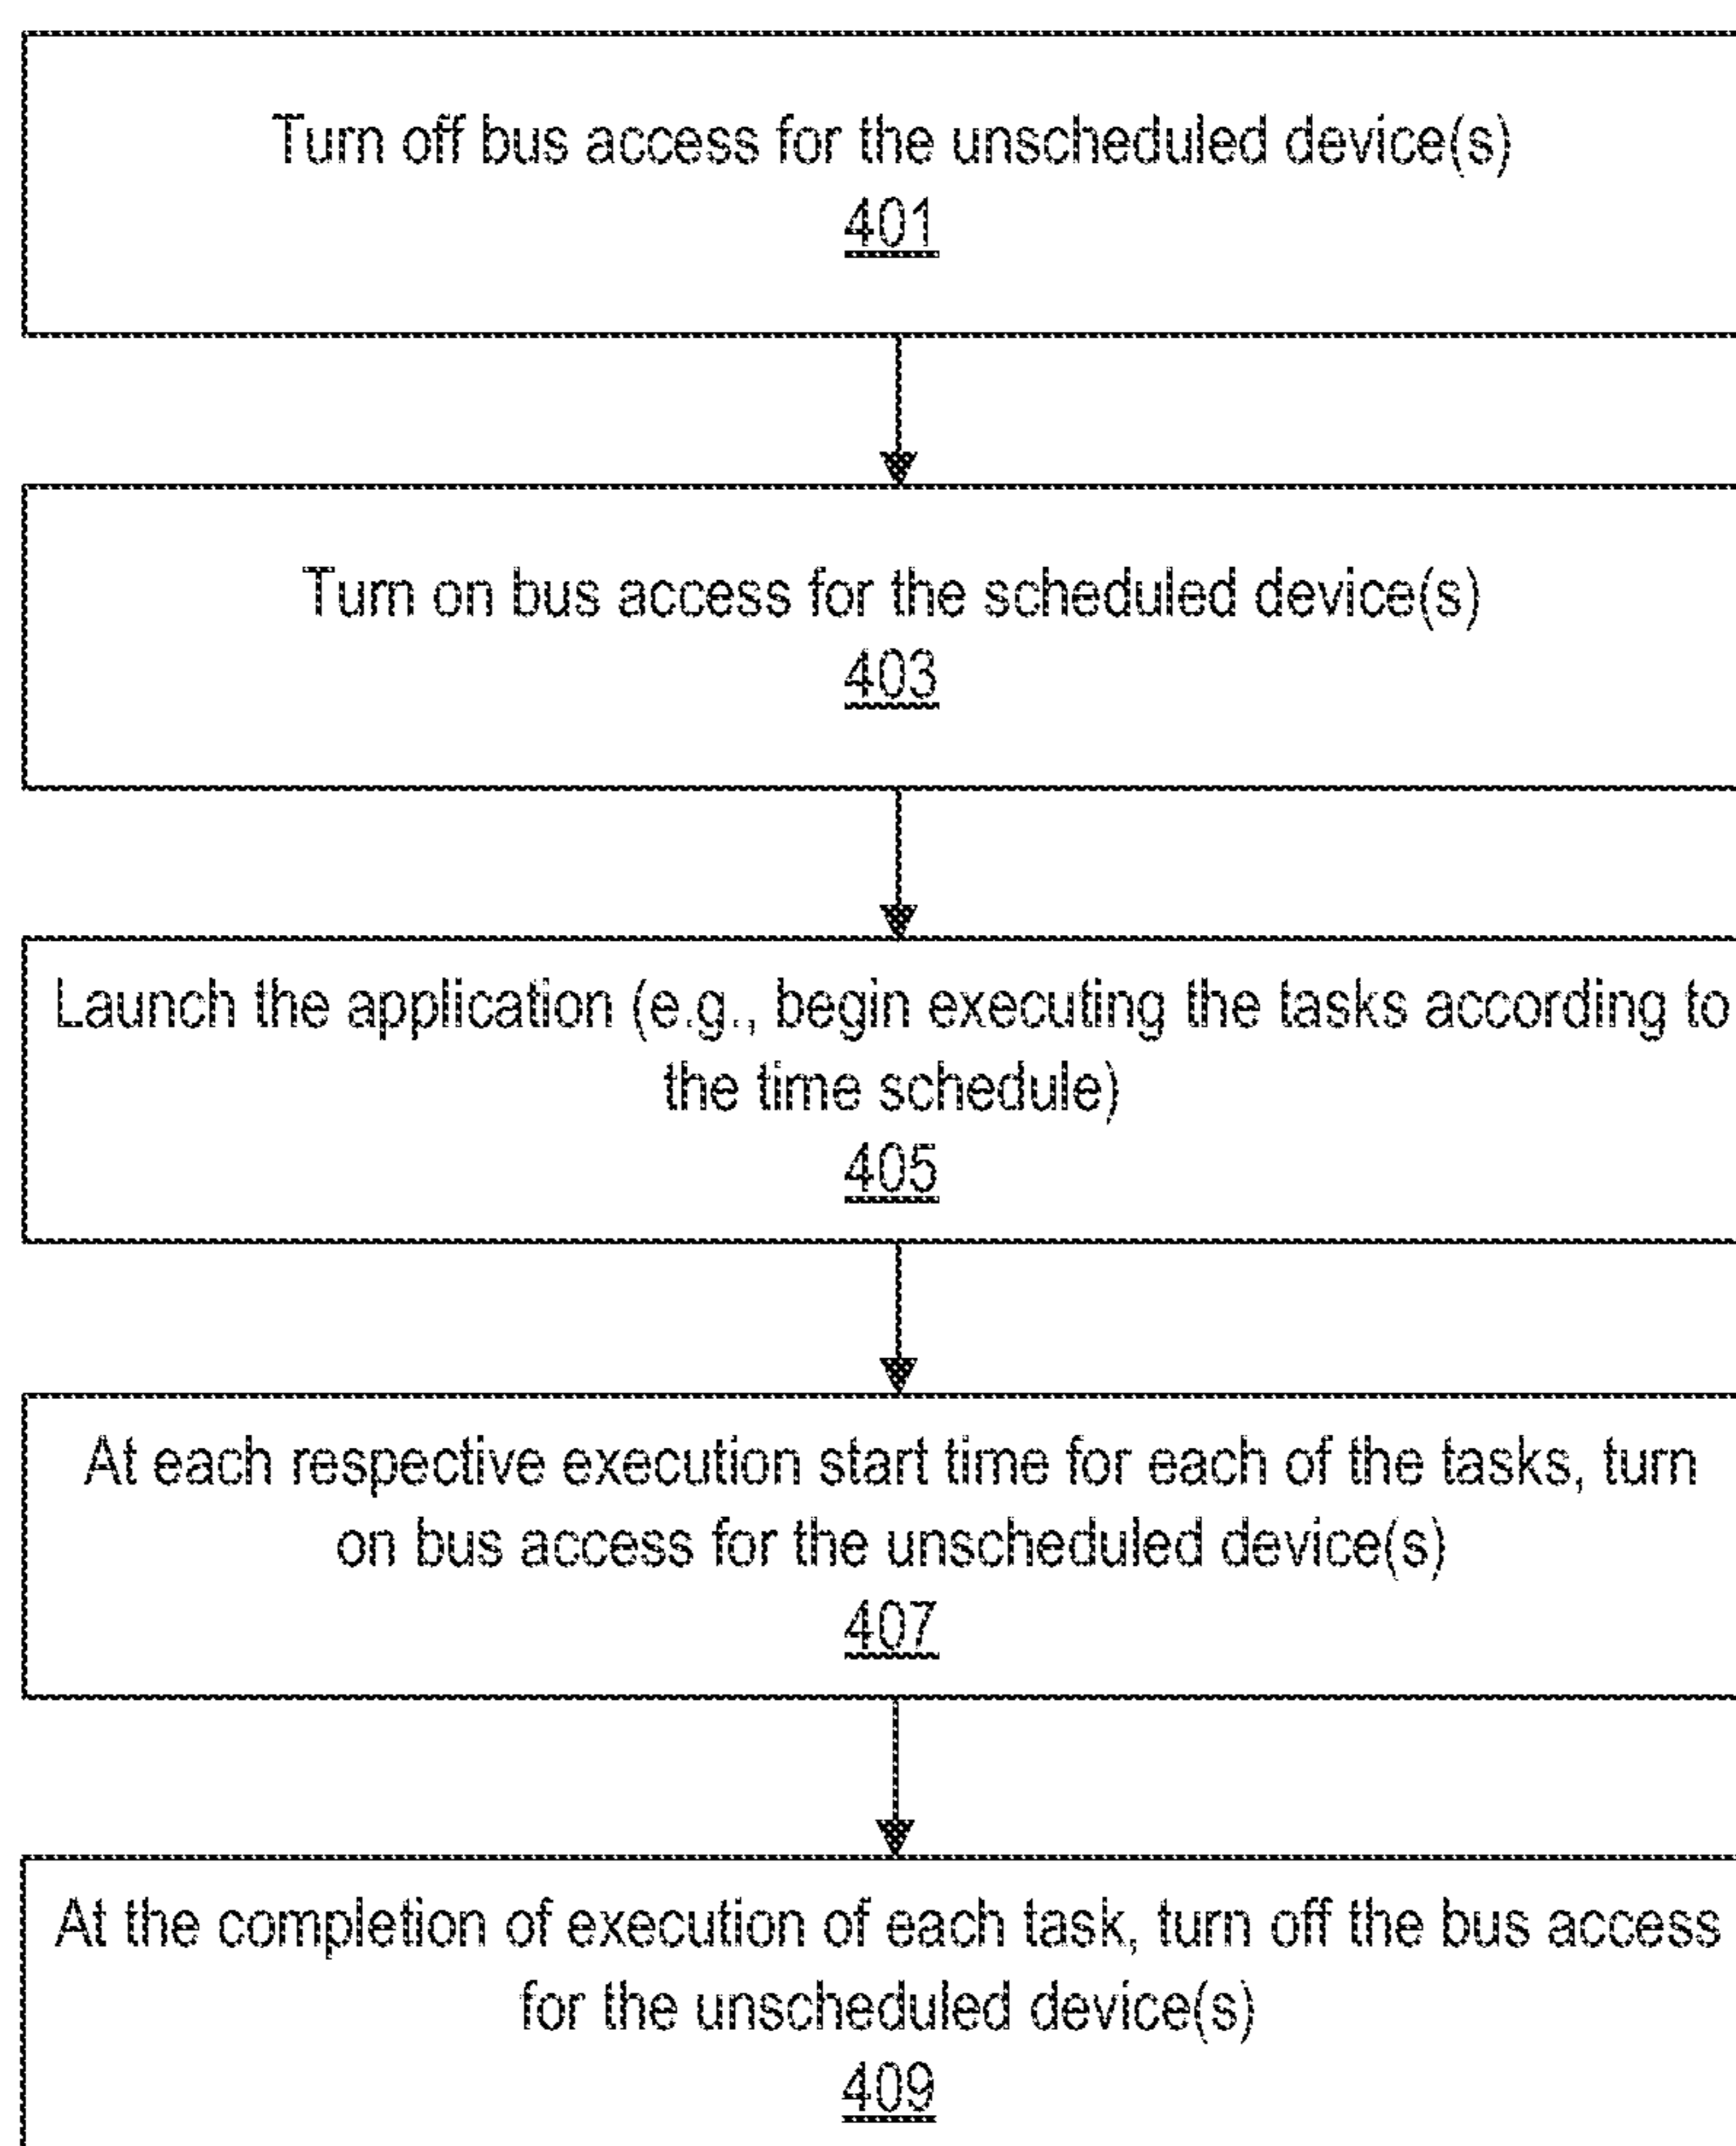 Turn off bus access for the unscheduled device(s)
401
Turn on bus access for the scheduled device(s)
403
Launch the application (e.g., begin executing the tasks according to
the time schedule)
405
At each respective execution start time for each of the tasks, turn
on bus access for the unscheduled device(s)
407
At the completion of execution of each task, turn off the bus access
for the unscheduled device(s)
409